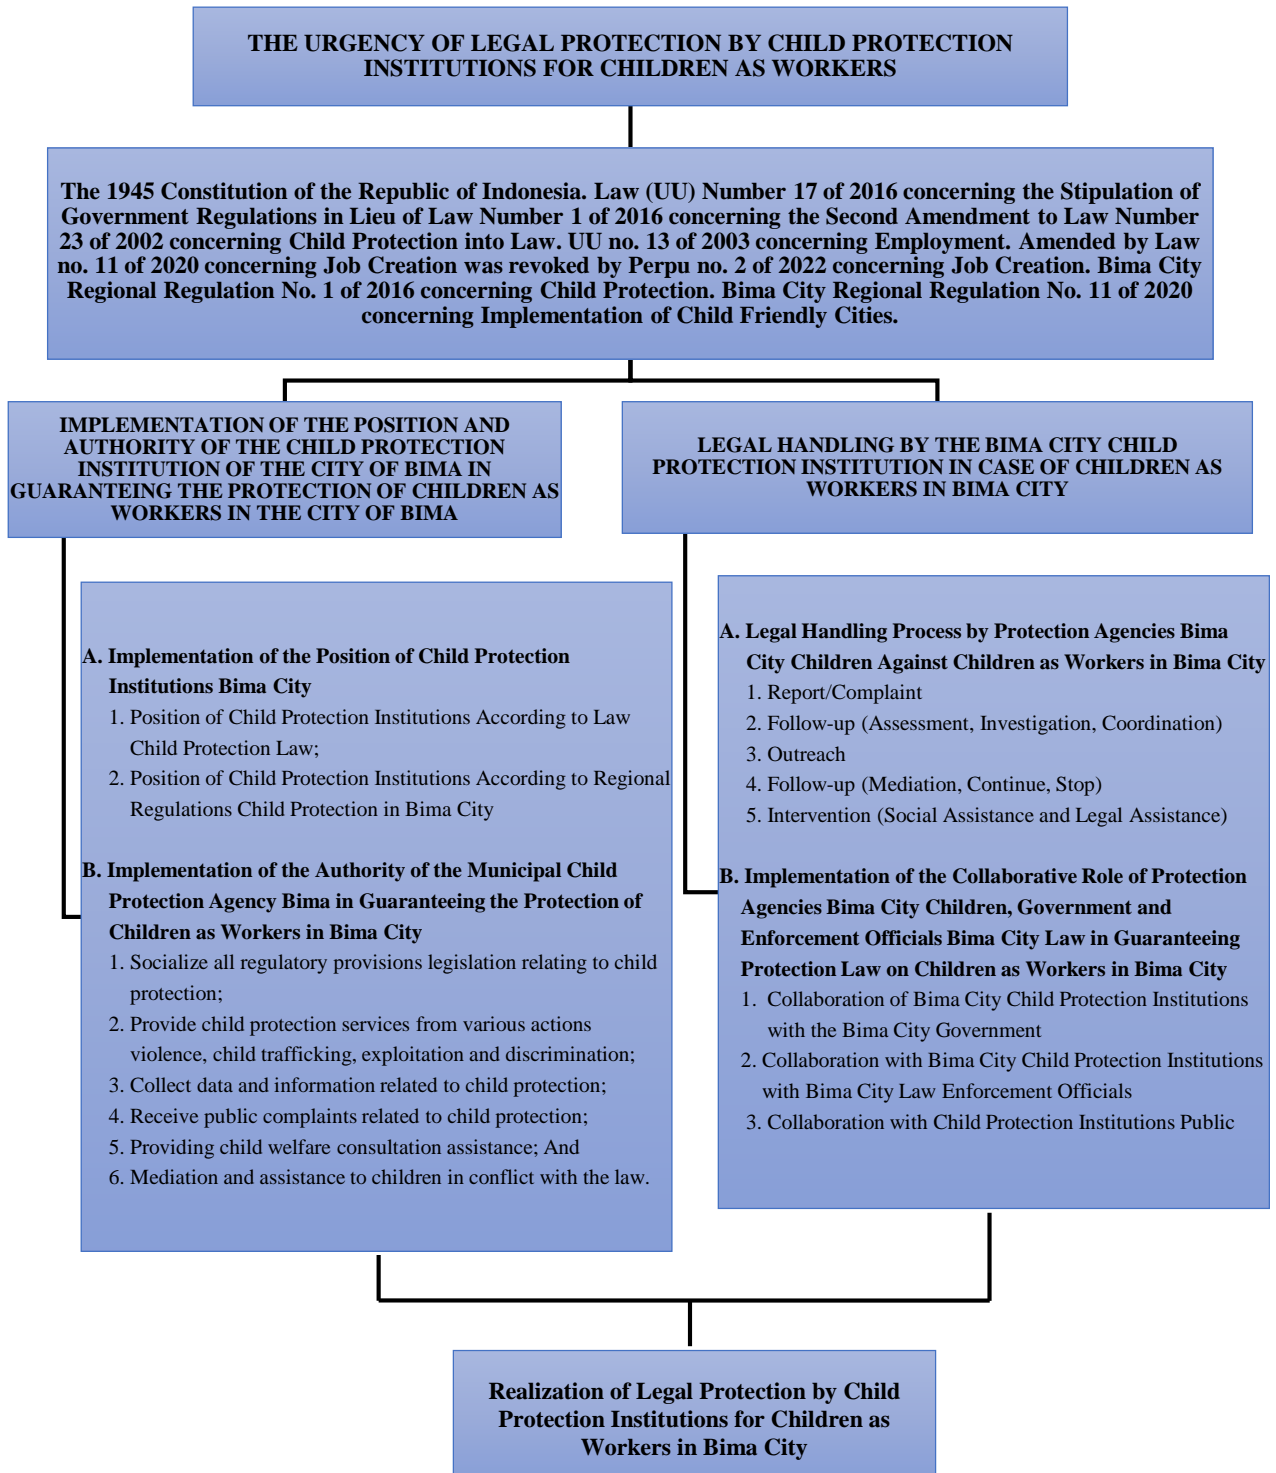 THE URGENCY OF LEGAL PROTECTION BY CHILD PROTECTION
INSTITUTIONS FOR CHILDREN AS WORKERS
The 1945 Constitution of the Republic of Indonesia. Law (UU) Number 17 of 2016 concerning the Stipulation of
Government Regulations in Lieu of Law Number 1 of 2016 concerning the Second Amendment to Law Number
23 of 2002 concerning Child Protection into Law. UU no. 13 of 2003 concerning Employment. Amended by Law
no. 11 of 2020 concerning Job Creation was revoked by Perpu no. 2 of 2022 concerning Job Creation. Bima City
Regional Regulation No. 1 of 2016 concerning Child Protection. Bima City Regional Regulation No. 11 of 2020
concerning Implementation of Child Friendly Cities.
IMPLEMENTATION OF THE POSITION AND
AUTHORITY OF THE CHILD PROTECTION
INSTITUTION OF THE CITY OF BIMA IN
GUARANTEING THE PROTECTION OF CHILDREN AS
WORKERS IN THE CITY OF BIMA
LEGAL HANDLING BY THE BIMA CITY CHILD
PROTECTION INSTITUTION IN CASE OF CHILDREN AS
WORKERS IN BIMA CITY
A. Implementation of the Position of Child Protection
Institutions Bima City
1. Position of Child Protection Institutions According to Law
Child Protection Law;
2. Position of Child Protection Institutions According to Regional
Regulations Child Protection in Bima City
B. Implementation of the Authority of the Municipal Child
Protection Agency Bima in Guaranteeing the Protection of
Children as Workers in Bima City
1. Socialize all regulatory provisions legislation relating to child
protection;
2. Provide child protection services from various actions
violence, child trafficking, exploitation and discrimination;
3. Collect data and information related to child protection;
4. Receive public complaints related to child protection;
5. Providing child welfare consultation assistance; And
6. Mediation and assistance to children in conflict with the law.
A. Legal Handling Process by Protection Agencies Bima
City Children Against Children as Workers in Bima City
1. Report/Complaint
2. Follow-up (Assessment, Investigation, Coordination)
3. Outreach
4. Follow-up (Mediation, Continue, Stop)
5. Intervention (Social Assistance and Legal Assistance)
B. Implementation of the Collaborative Role of Protection
Agencies Bima City Children, Government and
Enforcement Officials Bima City Law in Guaranteeing
Protection Law on Children as Workers in Bima City
1. Collaboration of Bima City Child Protection Institutions
with the Bima City Government
2. Collaboration with Bima City Child Protection Institutions
with Bima City Law Enforcement Officials
3. Collaboration with Child Protection Institutions Public
Realization of Legal Protection by Child
Protection Institutions for Children as
Workers in Bima City